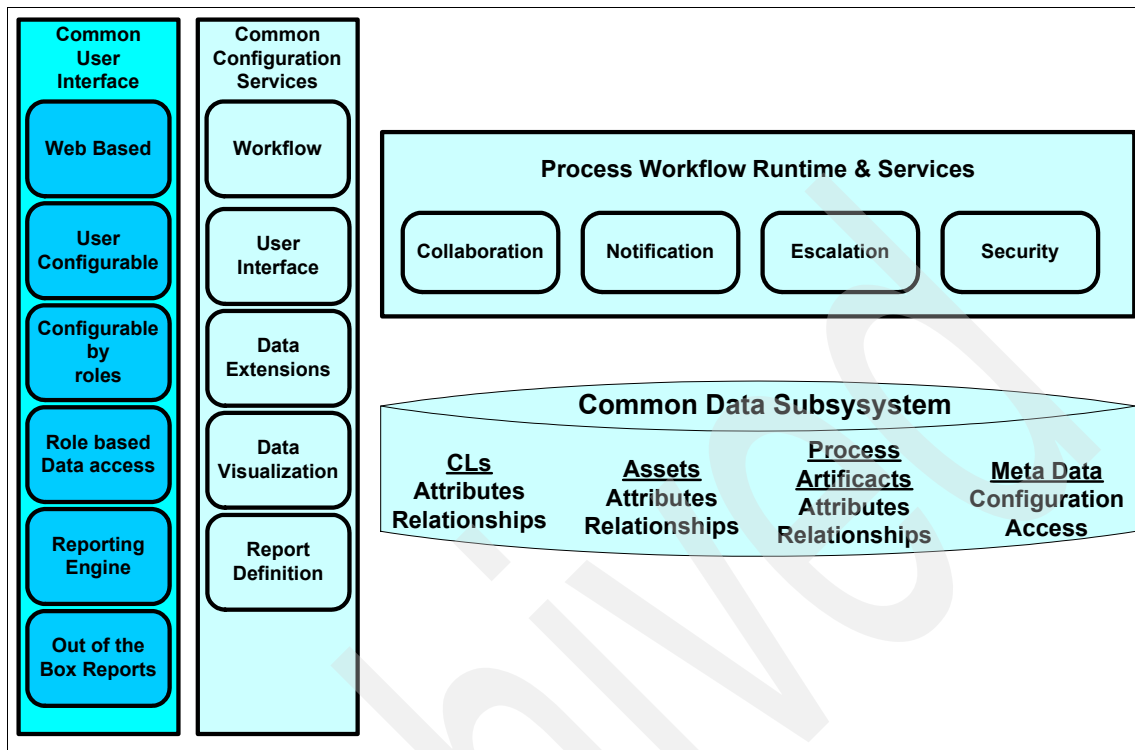 Common
User
Interface
Web Based
User
Configurable
Configurable
by
roles
Role based
Data access
Reporting
Engine
Out of the
Box Reports
Common
Configuration
Services
Workflow
User
Interface
Data
Extensions
Data
Visualization
Report
Definition
Process Workflow Runtime & Services
Collaboration
Notification
Escalation
Security
Common Data Subsysystem
CLs
Attributes
Relationships
Assets
Attributes
Relationships
Process
Artificacts
Attributes
Relationships
Meta Data
Configuration
Access